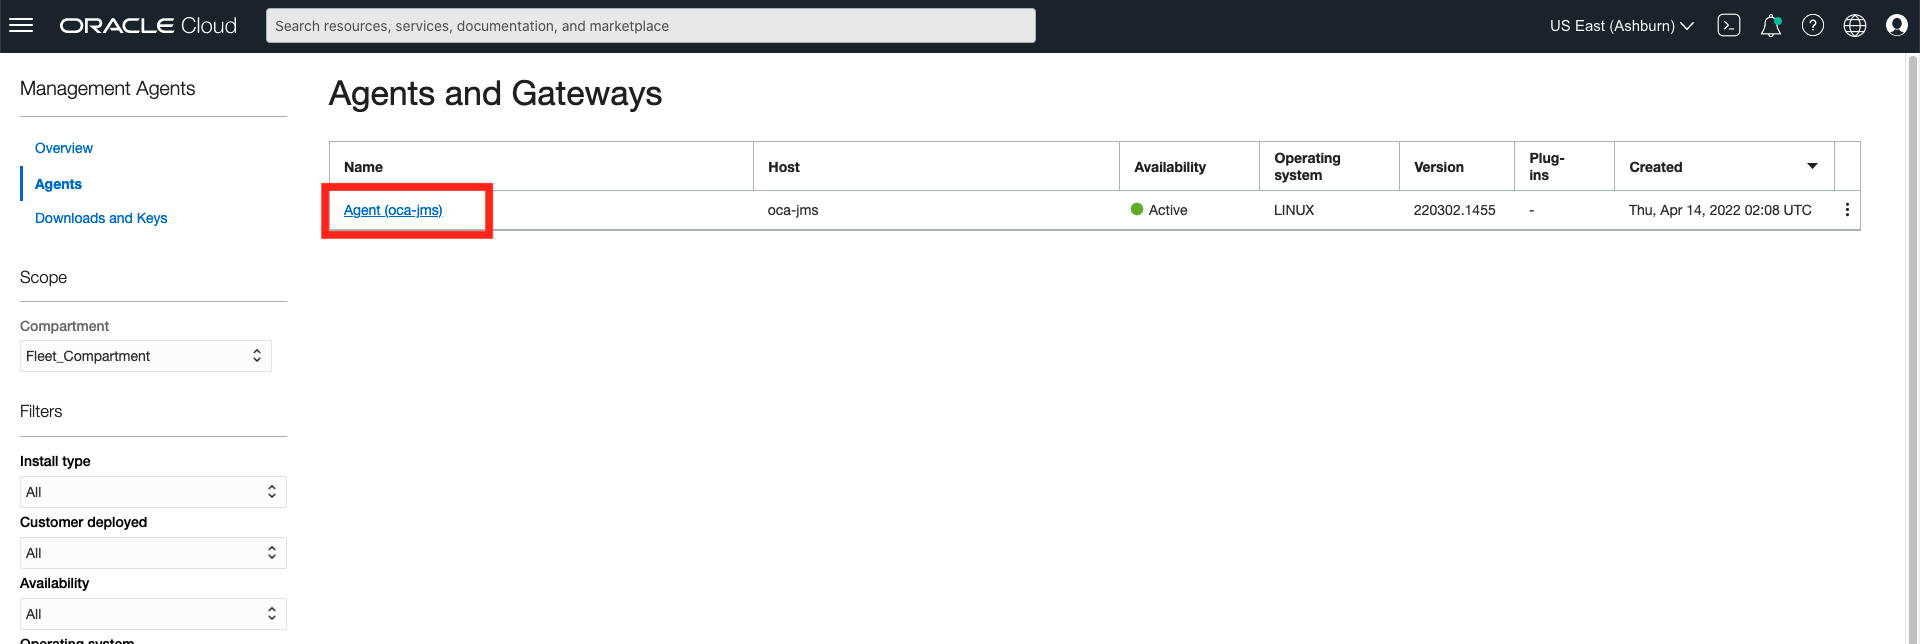 ORACLE Cloud
Search resources, services, documentation, and marketplace
US East (Ashburn)
Management Agents
Overview
Agents
Downloads and Keys
Scope
Compartment
Fleet_Compartment
Filters
Install type
All
Customer deployed
All
Availability
All
Operating system
Agents and Gateways
Name Host Availability Operating system Version Plug-ins Created
Agent (oca-jms) oca-jms Active LINUX 220302.1455 - Thu, Apr 14, 2022 02:08 UTC